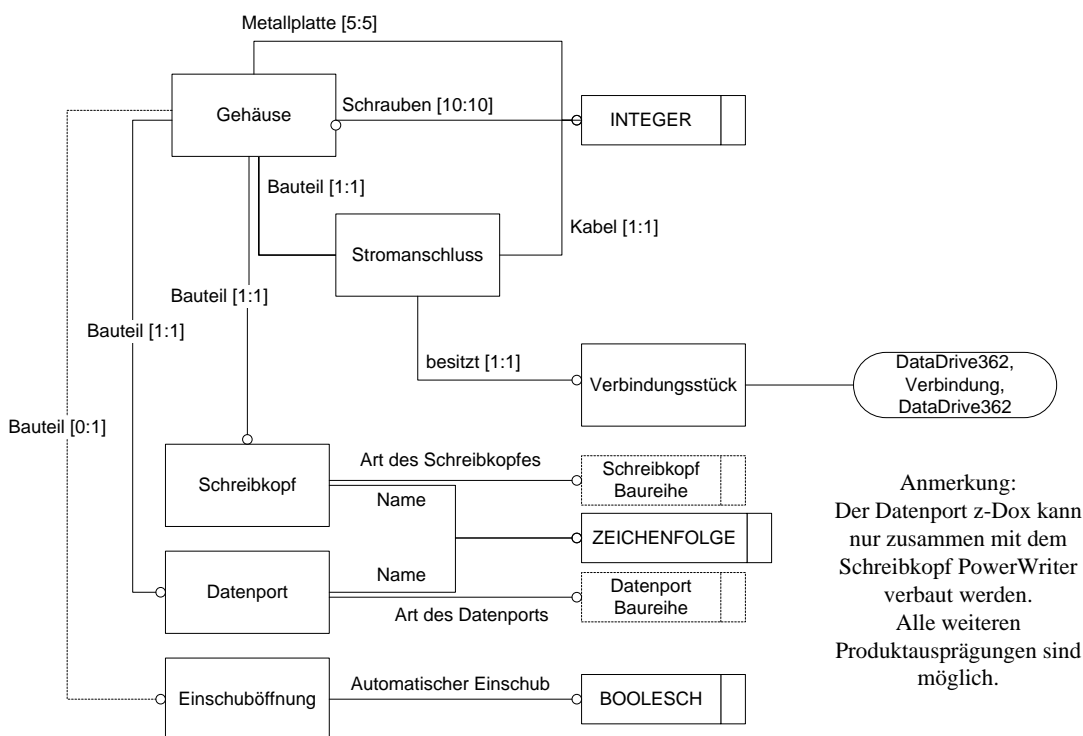 Metallplatte [5:5]
Gehäuse
Schrauben [10:10]
INTEGER
Bauteil [1:1]
Kabel [1:1]
Stromanschluss
Bauteil [1:1]
Bauteil [1:1]
besitzt [1:1]
Verbindungsstück
DataDrive362,
Verbindung,
DataDrive362
Bauteil [0:1]
Schreibkopf
Art des Schreibkopfes
Schreibkopf
Baureihe
Name
ZEICHENFOLGE
Name
Datenport
Art des Datenports
Datenport
Baureihe
Einschuböffnung
Automatischer Einschub
BOOLESCH
Anmerkung:
Der Datenport z-Dox kann
nur zusammen mit dem
Schreibkopf PowerWriter
verbaut werden.
Alle weiteren
Produktausprägungen sind
möglich.